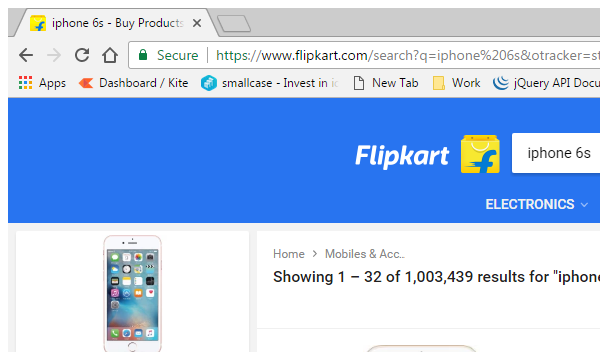 iphone 6s - Buy Products
Secure https://www.flipkart.com/search?q=iphone%206s&otracker=st
Apps Dashboard / Kite smallcase - Invest in New Tab Work jQuery API Docu
Flipkart iphone 6s
ELECTRONICS
Home > Mobiles & Acc..
Showing 1 – 32 of 1,003,439 results for "iphone